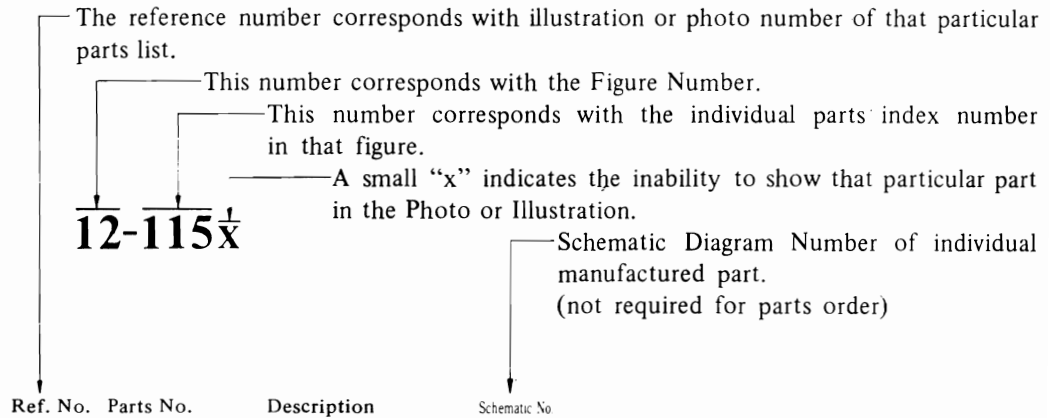 The reference number corresponds with illustration or photo number of that particular
parts list.
This number corresponds with the Figure Number.
This number corresponds with the individual parts index number
in that figure.
A small “x” indicates the inability to show that particular part
in the Photo or Illustration.
12-115x
Schematic Diagram Number of individual
manufactured part.
(not required for parts order)
Ref. No. Parts No. Description Schematic No.